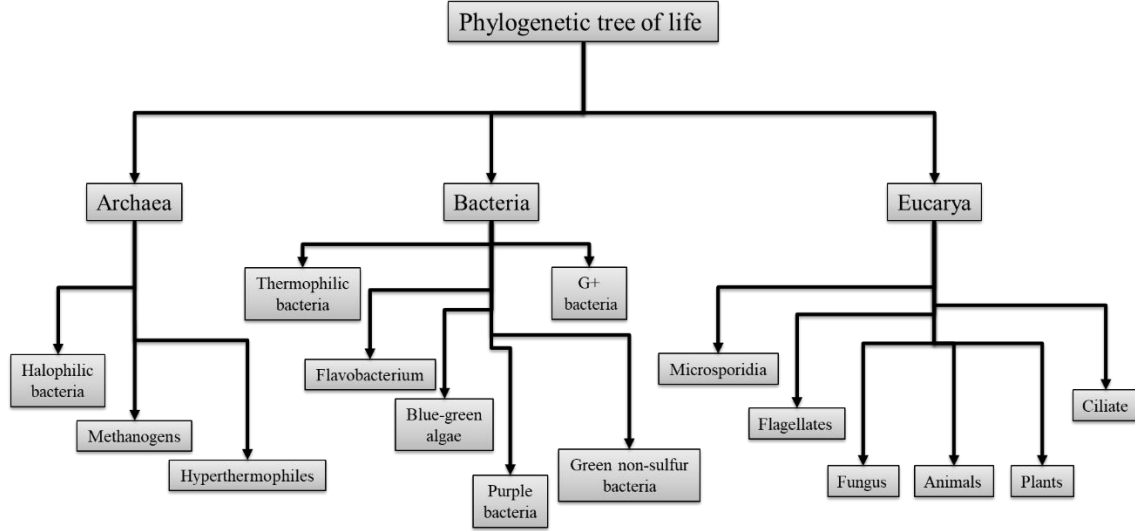 Phylogenetic tree of life
Archaea
Bacteria
Eucarya
Thermophilic
bacteria
G+
bacteria
Halophilic
bacteria
Flavobacterium
Microsporidia
Methanogens
Blue-green
algae
Flagellates
Ciliate
Hyperthermophiles
Purple
bacteria
Green non-sulfur
bacteria
Fungus
Animals
Plants